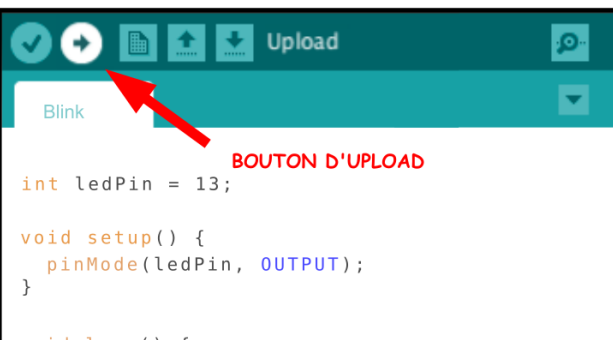 Upload
Blink
BOUTON D'UPLOAD
int ledPin = 13;
void setup() {
pinMode(ledPin, OUTPUT);
}